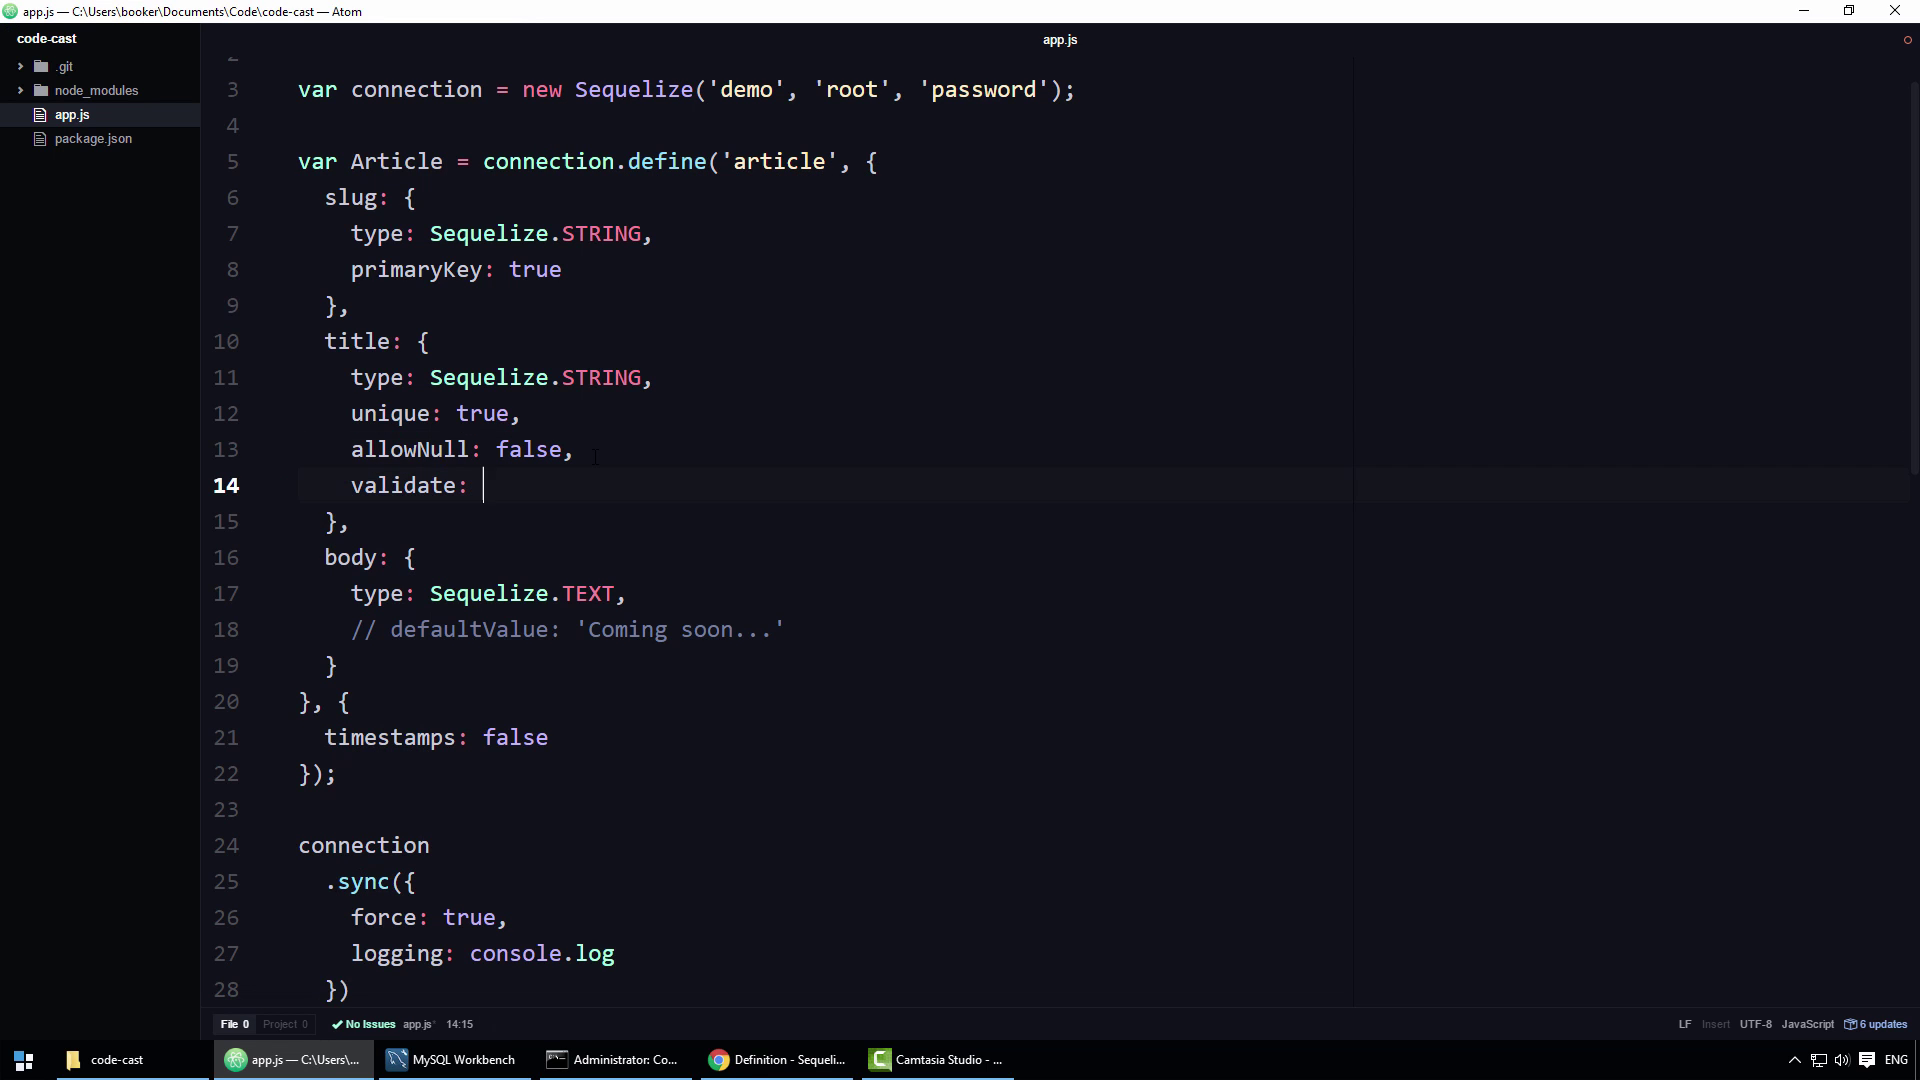 app.js — C:\Users\booker\Documents\Code\code-cast — Atom
code-cast
.git
node_modules
app.js
package.json
app.js
2
3 var connection = new Sequelize('demo', 'root', 'password');
4
5 var Article = connection.define('article', {
6 slug: {
7 type: Sequelize.STRING,
8 primaryKey: true
9 },
10 title: {
11 type: Sequelize.STRING,
12 unique: true,
13 allowNull: false,
14 validate:
15 },
16 body: {
17 type: Sequelize.TEXT,
18 // defaultValue: 'Coming soon...'
19 }
20 }, {
21 timestamps: false
22 });
23
24 connection
25 .sync({
26 force: true,
27 logging: console.log
28 })
File 0 Project 0 No Issues app.js* 14:15 LF Insert UTF-8 JavaScript 6 updates
code-cast app.js — C:\Users\... MySQL Workbench Administrator: Co... Definition - Sequeli... Camtasia Studio - ... ENG